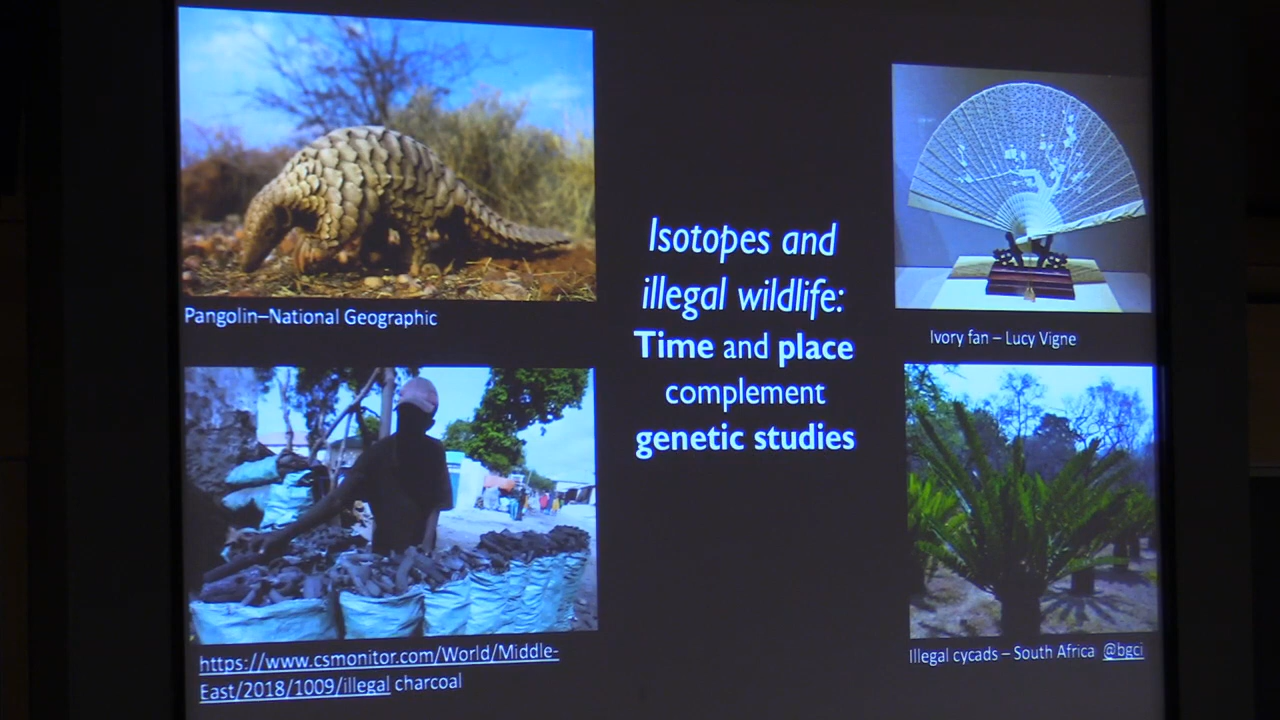 Pangolin–National Geographic
Isotopes and
illegal wildlife:
Time and place
complement
genetic studies
Ivory fan – Lucy Vigne
https://www.csmonitor.com/World/Middle-
East/2018/1009/illegal charcoal
Illegal cycads – South Africa @bgci